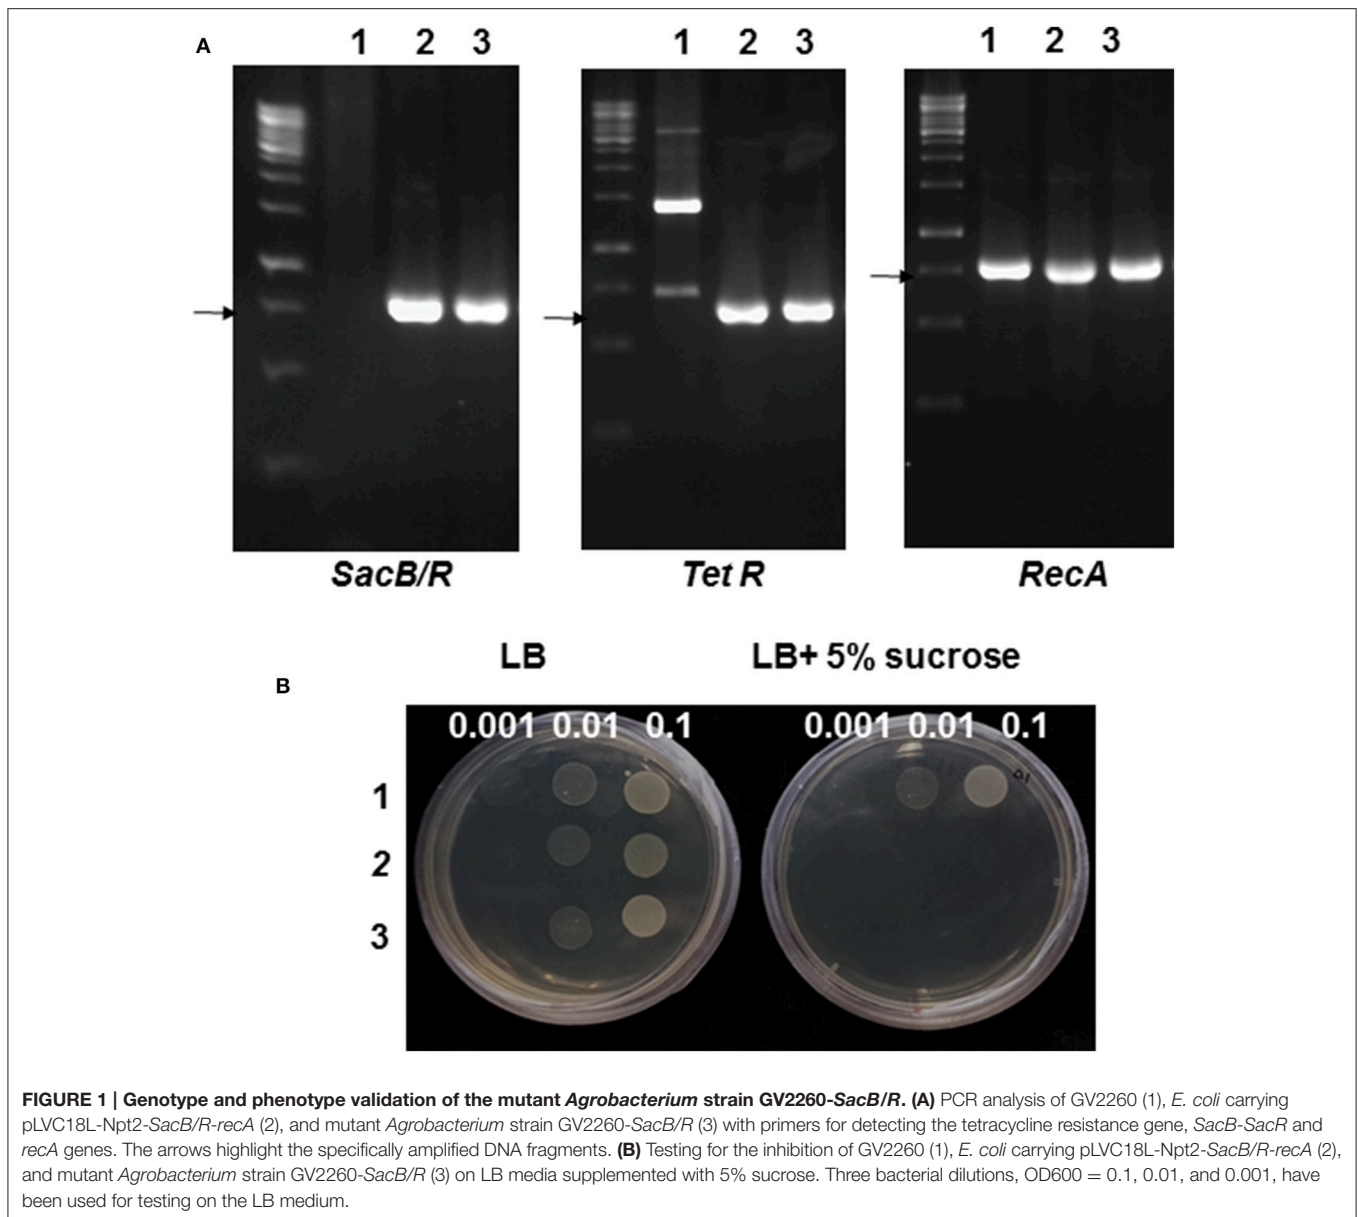 A
1 2 3
1 2 3
1 2 3
SacB/R
Tet R
RecA
B
LB
LB+ 5% sucrose
0.001 0.01 0.1
0.001 0.01 0.1
1
2
3
FIGURE 1 | Genotype and phenotype validation of the mutant Agrobacterium strain GV2260-SacB/R. (A) PCR analysis of GV2260 (1), E. coli carrying
pLVC18L-Npt2-SacB/R-recA (2), and mutant Agrobacterium strain GV2260-SacB/R (3) with primers for detecting the tetracycline resistance gene, SacB-SacR and
recA genes. The arrows highlight the specifically amplified DNA fragments. (B) Testing for the inhibition of GV2260 (1), E. coli carrying pLVC18L-Npt2-SacB/R-recA (2),
and mutant Agrobacterium strain GV2260-SacB/R (3) on LB media supplemented with 5% sucrose. Three bacterial dilutions, OD600 = 0.1, 0.01, and 0.001, have
been used for testing on the LB medium.